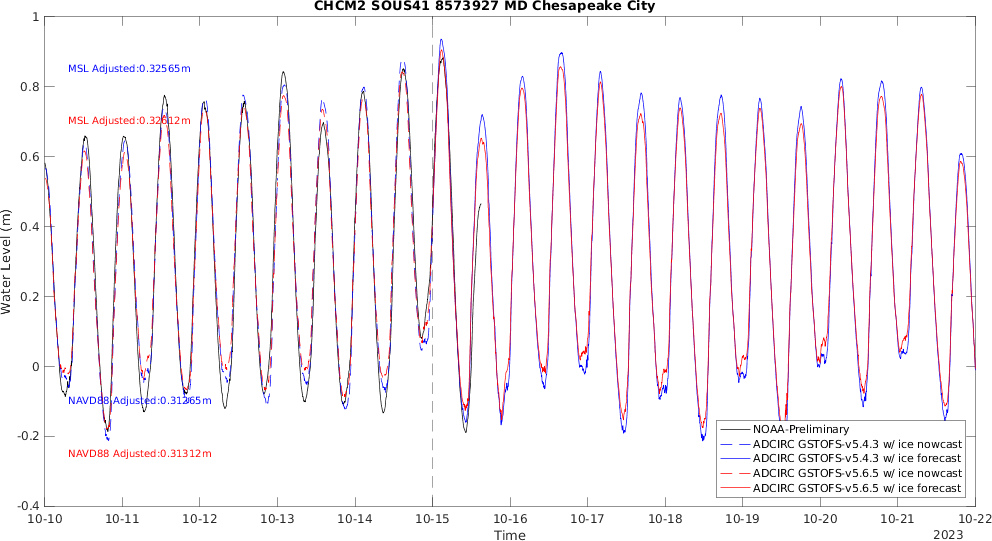 CHCM2 SOUS41 8573927 MD Chesapeake City
1
0.8
0.6
0.4
0.2
0
-0.2
-0.4
Water Level (m)
MSL Adjusted:0.32565m
MSL Adjusted:0.32612m
NAVD88 Adjusted:0.31265m
NAVD88 Adjusted:0.31312m
NOAA-Preliminary
ADCIRC GSTOFS-v5.4.3 w/ ice nowcast
ADCIRC GSTOFS-v5.4.3 w/ ice forecast
ADCIRC GSTOFS-v5.6.5 w/ ice nowcast
ADCIRC GSTOFS-v5.6.5 w/ ice forecast
10-10 10-11 10-12 10-13 10-14 10-15 10-16 10-17 10-18 10-19 10-20 10-21 10-22
Time
2023